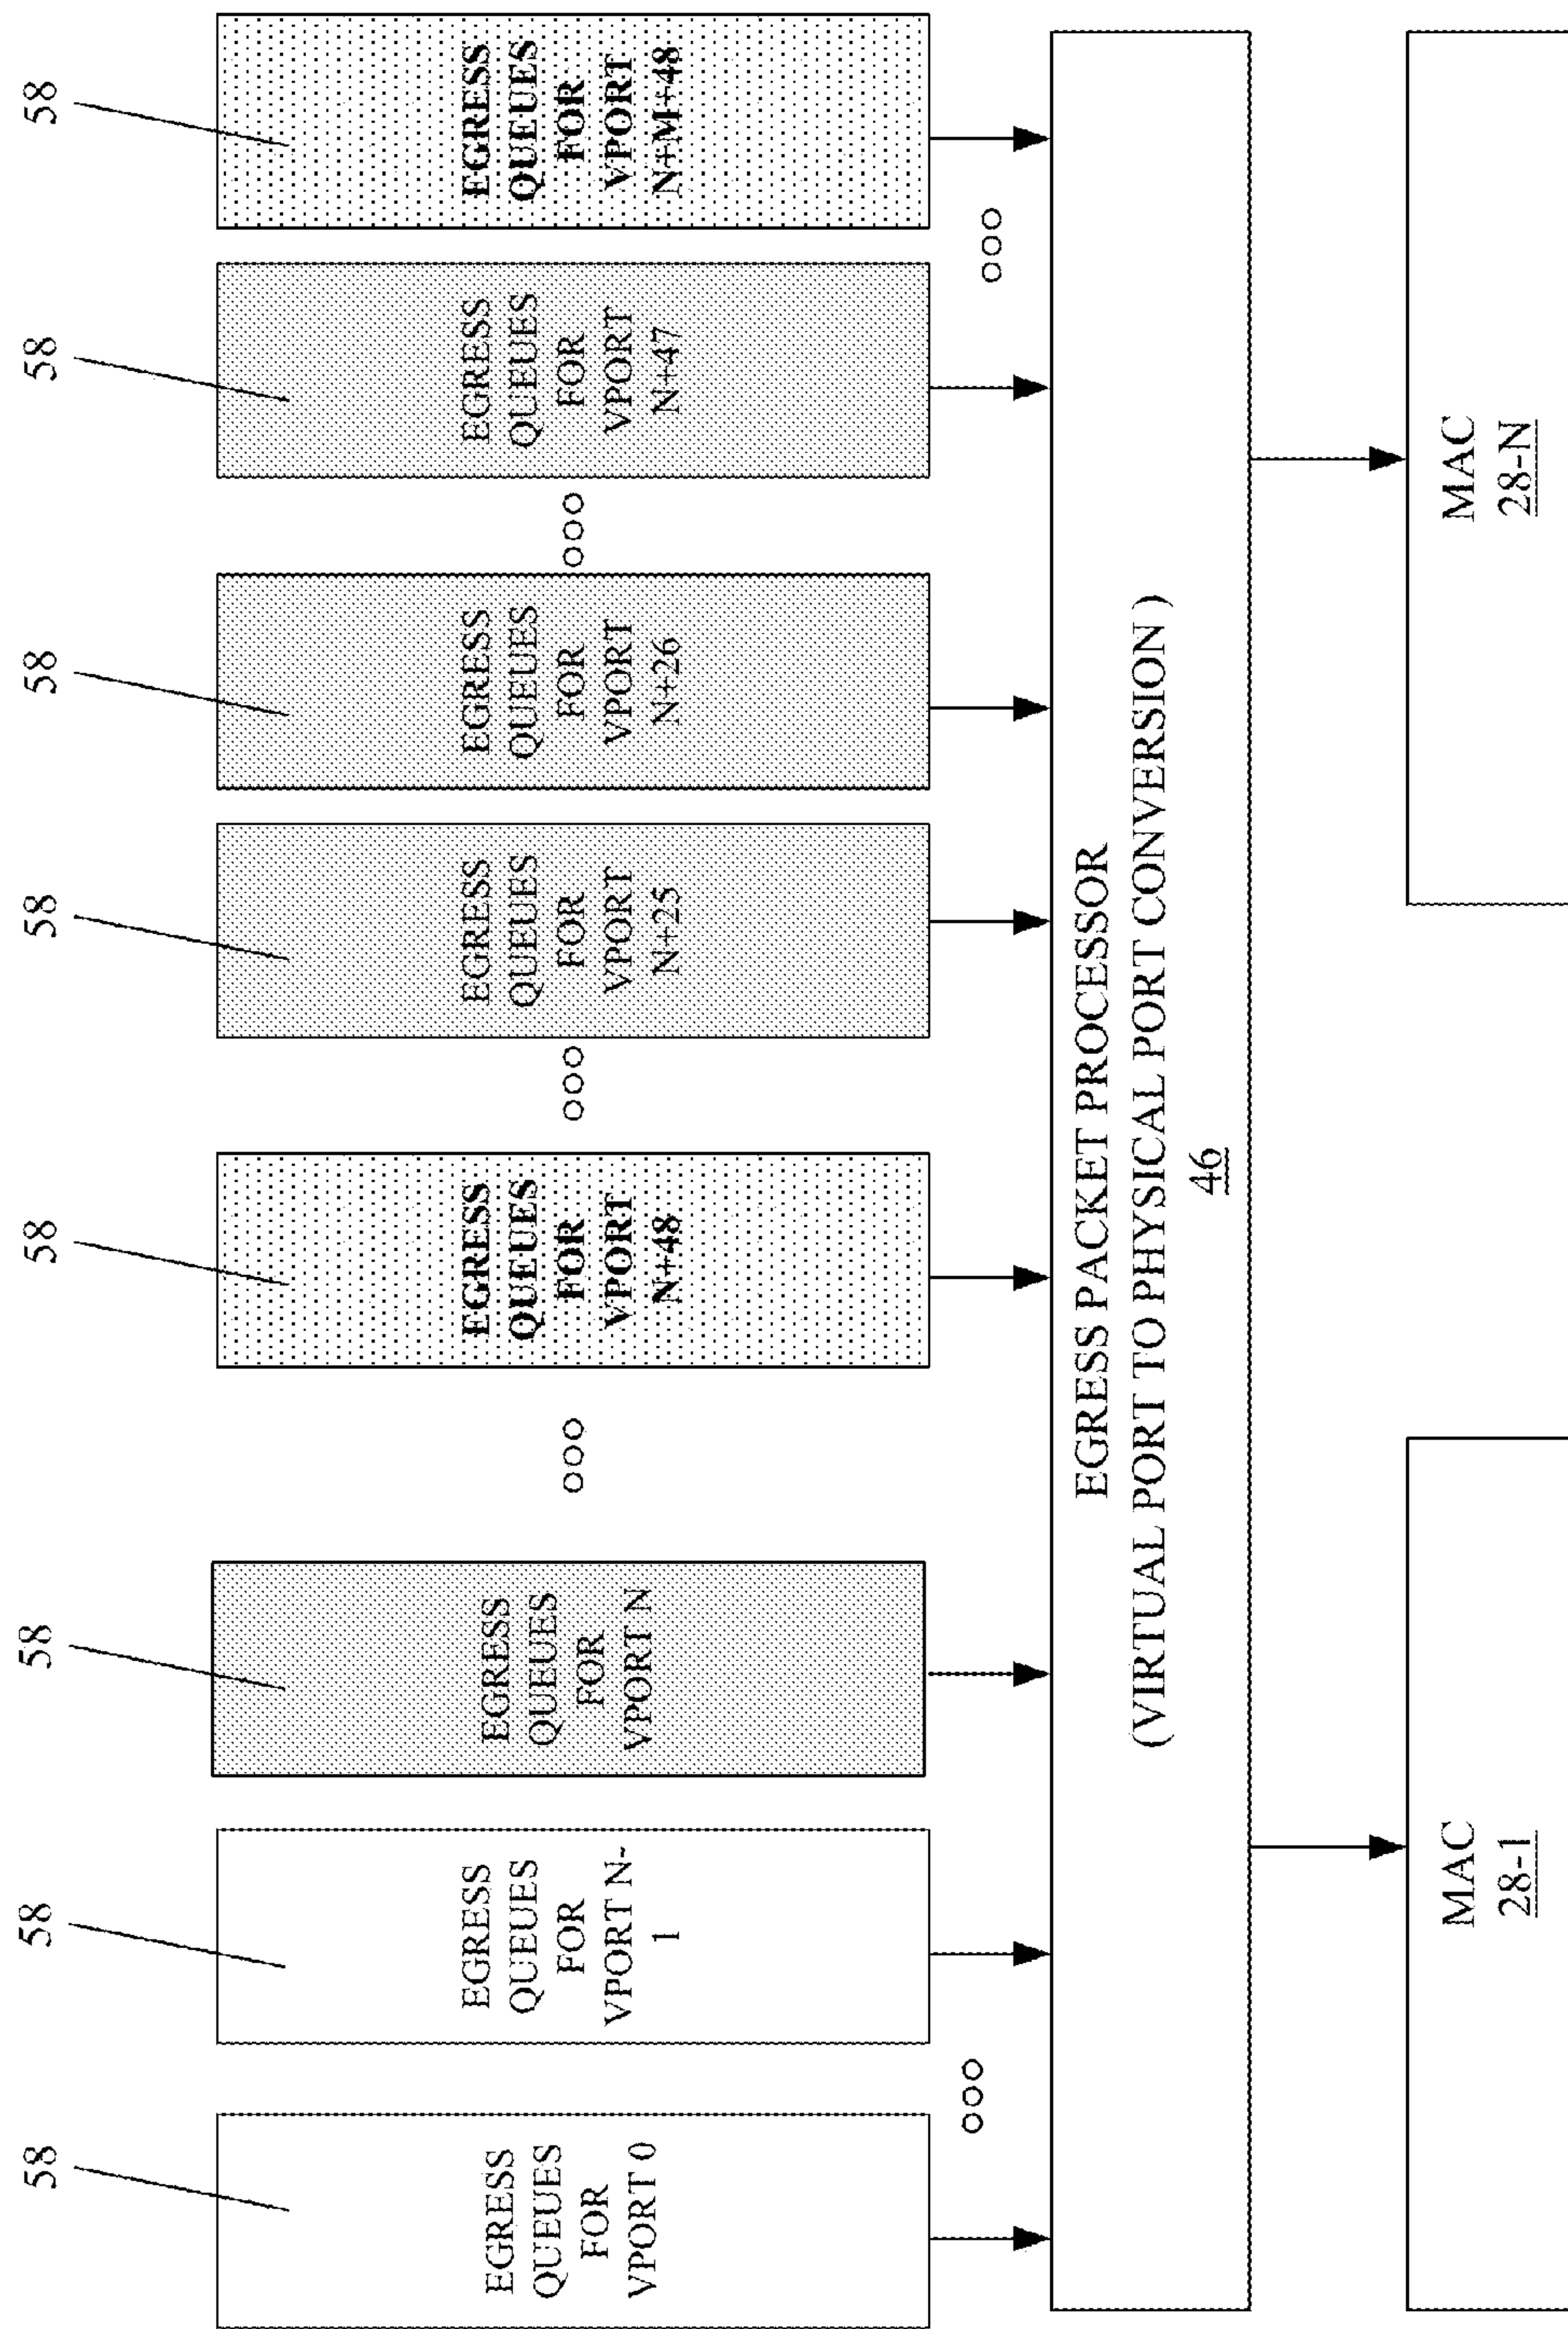 58
58
58
58
58
58
58
58
EGRESS
QUEUES
FOR
VPORT 0
EGRESS
QUEUES
FOR
VPORT N-
1
EGRESS
QUEUES
FOR
VPORT N
EGRESS
QUEUES
FOR
VPORT
N+48
EGRESS
QUEUES
FOR
VPORT
N+25
EGRESS
QUEUES
FOR
VPORT
N+26
EGRESS
QUEUES
FOR
VPORT
N+47
EGRESS
QUEUES
FOR
VPORT
N+M+48
EGRESS PACKET PROCESSOR
(VIRTUAL PORT TO PHYSICAL PORT CONVERSION )
46
MAC
28-1
MAC
28-N